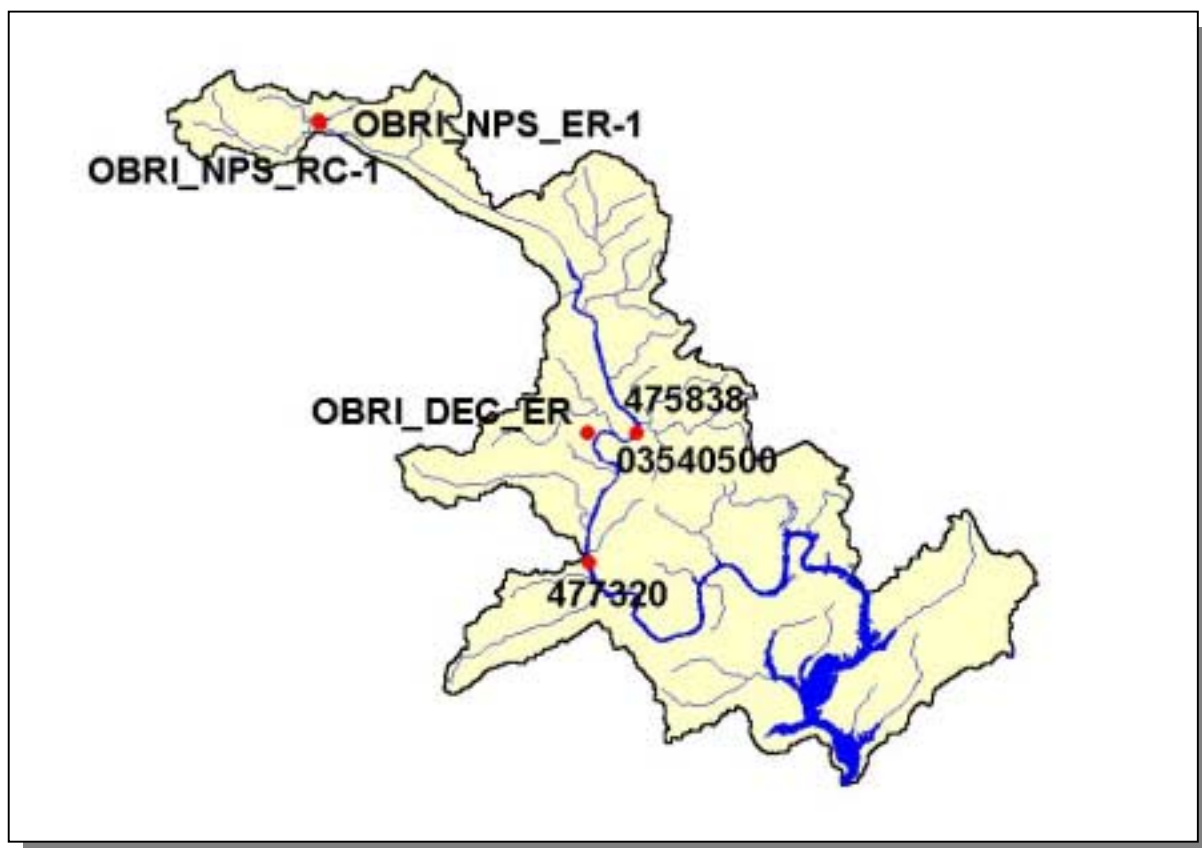 OBRI_NPS_ER-1
OBRI_NPS_RC-1
475838
OBRI_DEC_ER
03540500
477320